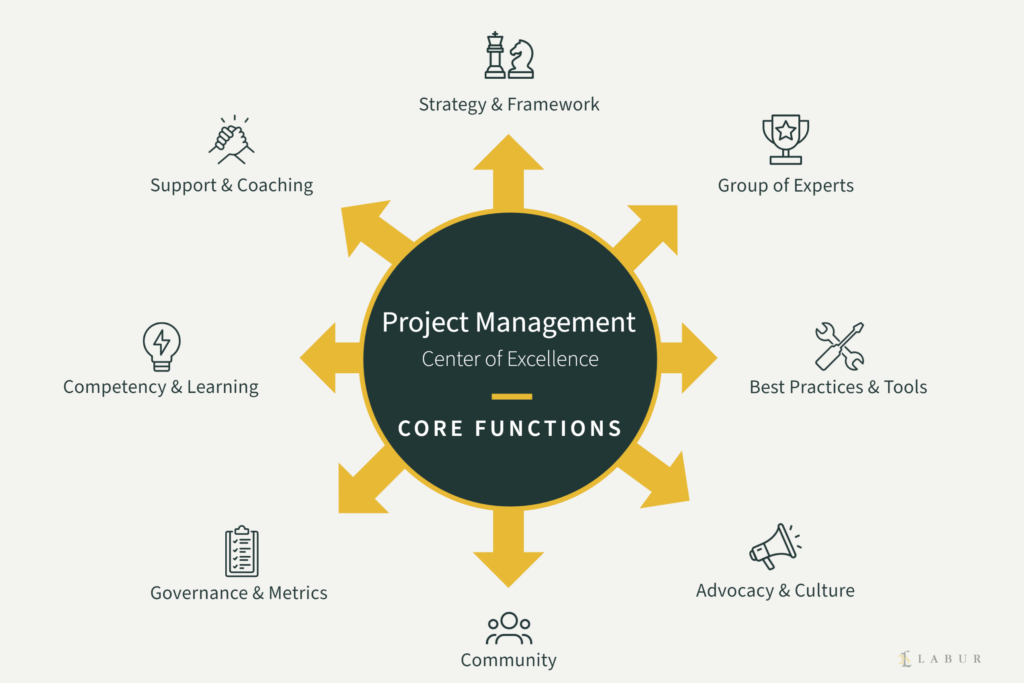 Strategy & Framework
Support & Coaching
Group of Experts
Project Management
Center of Excellence
CORE FUNCTIONS
Competency & Learning
Best Practices & Tools
Governance & Metrics
Advocacy & Culture
Community
LABUR